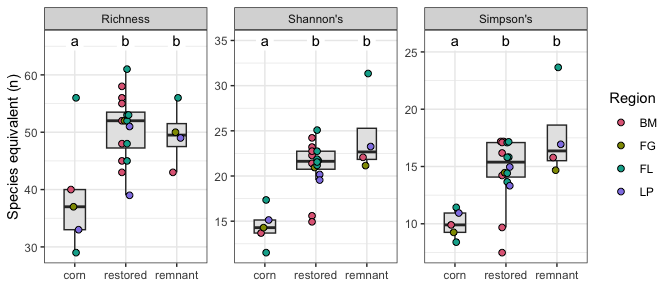 Richness
Shannon's
Simpson's
a b b
a b b
a b b
Species equivalent (n)
60
50
40
30
35
30
25
20
15
25
20
15
10
corn restored remnant
corn restored remnant
corn restored remnant
Region
BM
FG
FL
LP